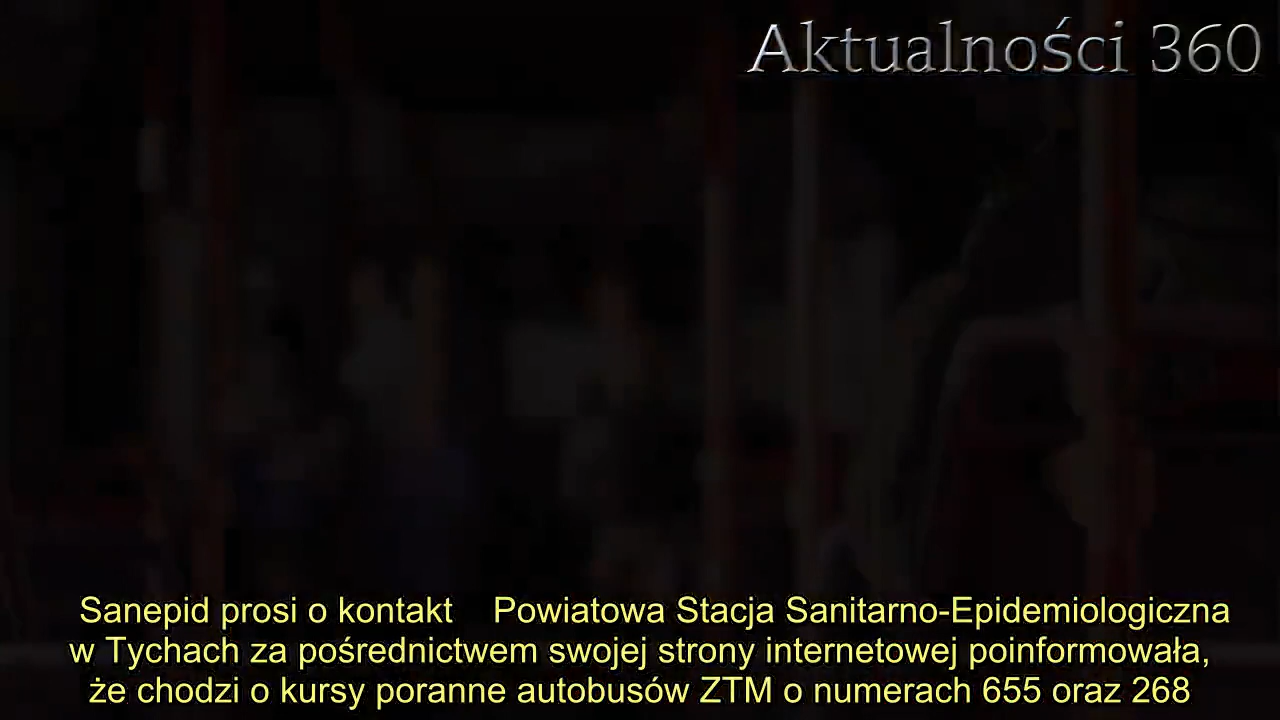 Aktualności 360
Sanepid prosi o kontakt    Powiatowa Stacja Sanitarno-Epidemiologiczna
w Tychach za pośrednictwem swojej strony internetowej poinformowała,
że chodzi o kursy poranne autobusów ZTM o numerach 655 oraz 268